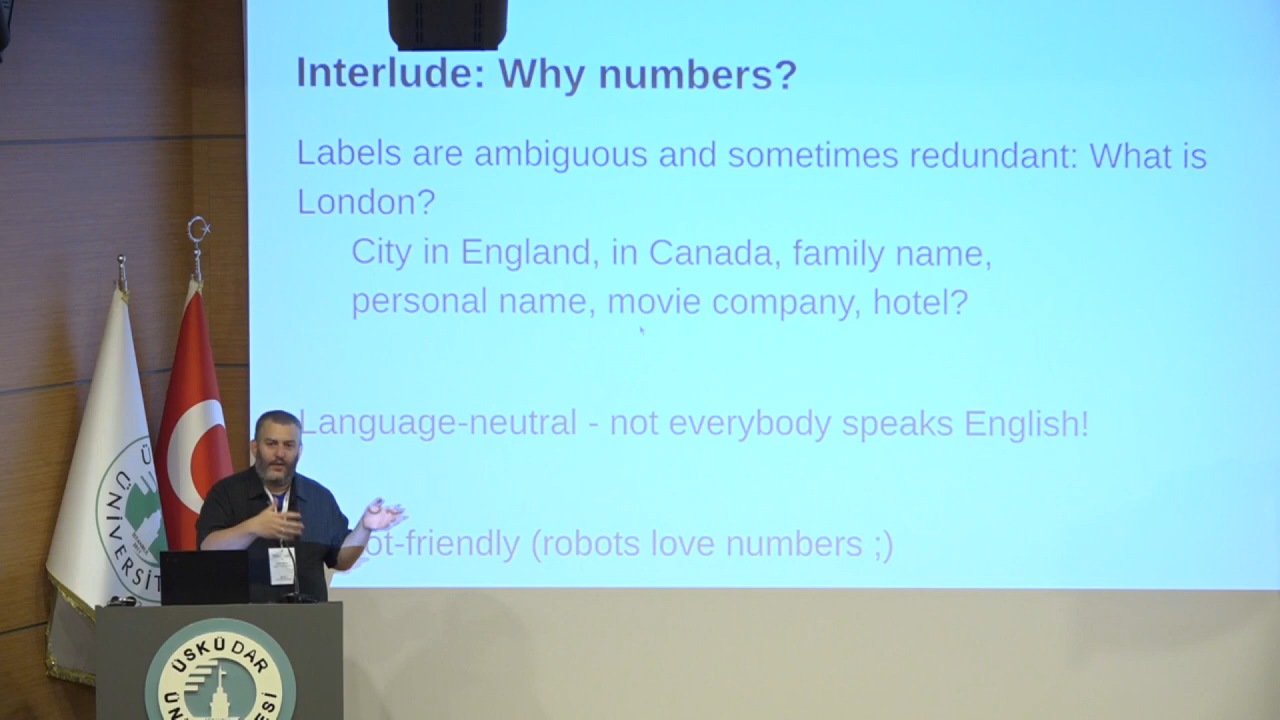 Interlude: Why numbers?
Labels are ambiguous and sometimes redundant: What is
London?
City in England, in Canada, family name,
personal name, movie company, hotel?
Language-neutral - not everybody speaks English!
ot-friendly (robots love numbers ;)
ÜNİVERSİT
ÜSKÜDAR